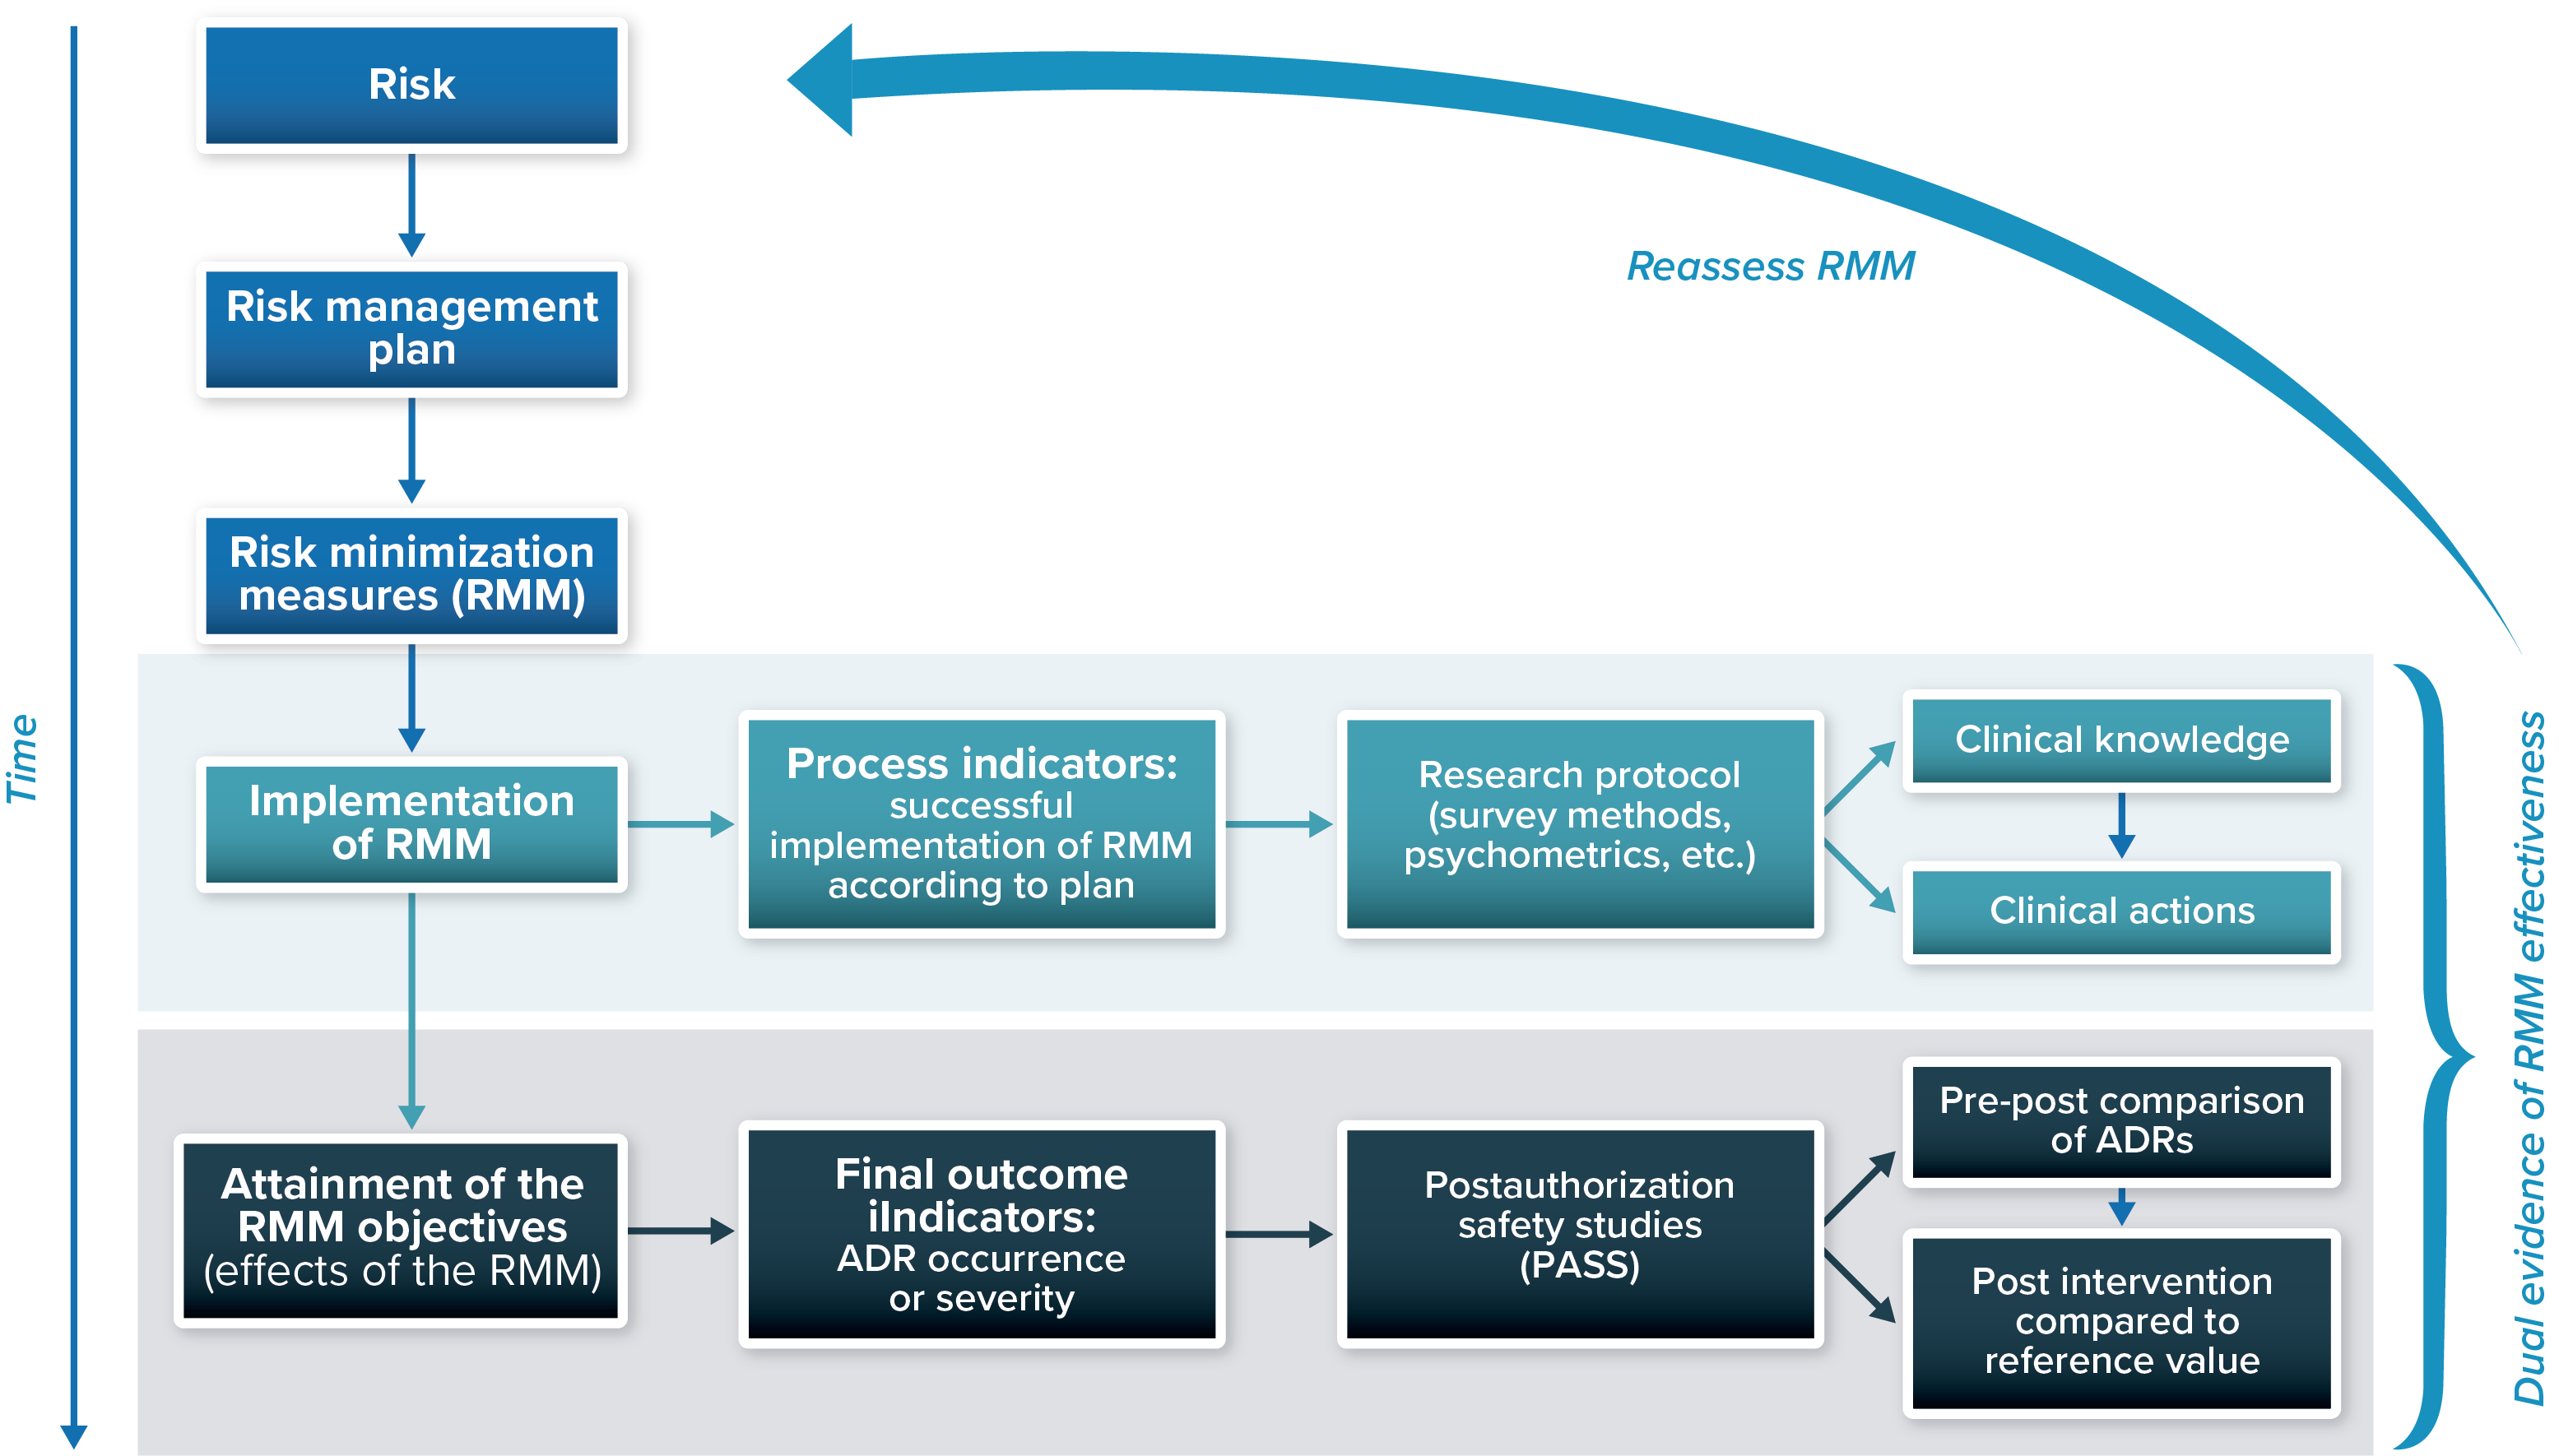 Risk
Reassess RMM
Risk management
plan
Risk minimization
measures (RMM)
Time
Implementation
of RMM
Process indicators:
successful
implementation of RMM
according to plan
Research protocol
(survey methods,
psychometrics, etc.)
Clinical knowledge
Clinical actions
Attainment of the
RMM objectives
(effects of the RMM)
Final outcome
iIndicators:
ADR occurrence
or severity
Postauthorization
safety studies
(PASS)
Pre-post comparison
of ADRs
Post intervention
compared to
reference value
Dual evidence of RMM effectiveness